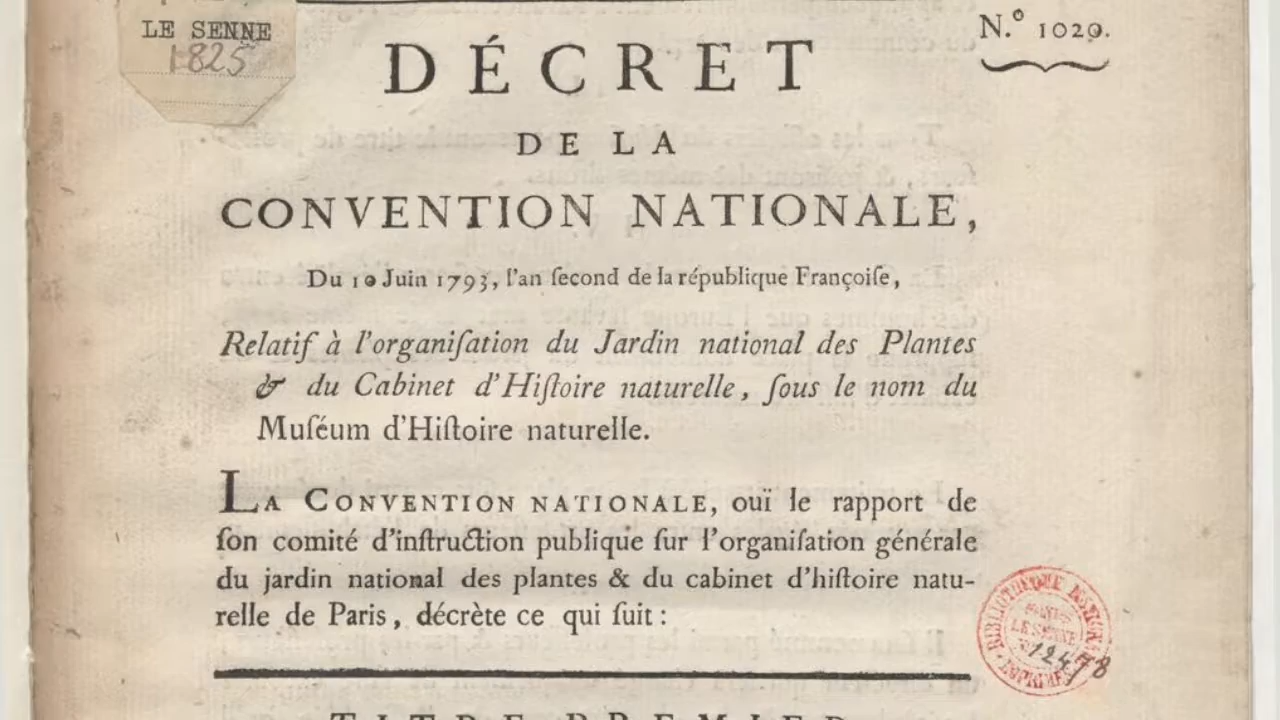 LE SENNE
1825
N.º 1029.
DÉCRET
DE LA
CONVENTION NATIONALE,
Du 10 Juin 1793, l'an ſecond de la république Françoiſe,
Relatif à l'organiſation du Jardin national des Plantes
& du Cabinet d'Hiſtoire naturelle, ſous le nom du
Muſéum d'Hiſtoire naturelle.
LA CONVENTION NATIONALE, ouï le rapport de
ſon comité d'inſtruction publique ſur l'organiſation générale
du jardin national des plantes & du cabinet d'hiſtoire natu-
relle de Paris, décrète ce qui ſuit :
LE SENNE
12478
TITRE PREMIER